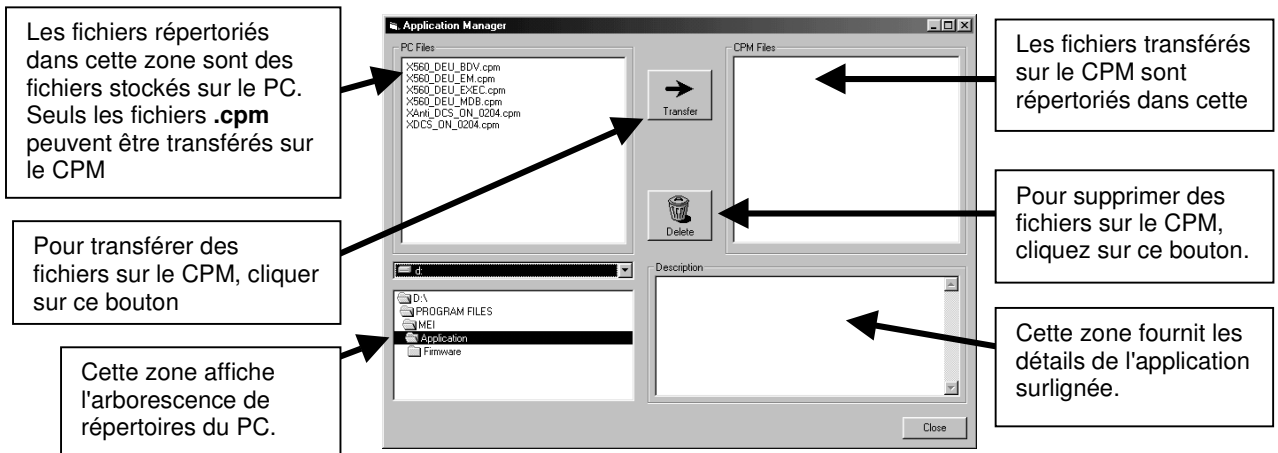 Les fichiers répertoriés
dans cette zone sont des
fichiers stockés sur le PC.
Seuls les fichiers .cpm
peuvent être transférés sur
le CPM
Pour transférer des
fichiers sur le CPM, cliquer
sur ce bouton
Cette zone affiche
l'arborescence de
répertoires du PC.
Application Manager
PC Files
X560_DEU_BDV.cpm
X560_DEU_EM.cpm
X560_DEU_EXEC.cpm
X560_DEU_MDB.cpm
XAnti_DCS_ON_0204.cpm
XDCS_ON_0204.cpm
Transfer
Delete
CPM Files
d:
D:\
PROGRAM FILES
MEI
Application
Firmware
Description
Close
Les fichiers transférés
sur le CPM sont
répertoriés dans cette
Pour supprimer des
fichiers sur le CPM,
cliquez sur ce bouton.
Cette zone fournit les
détails de l'application
surlignée.